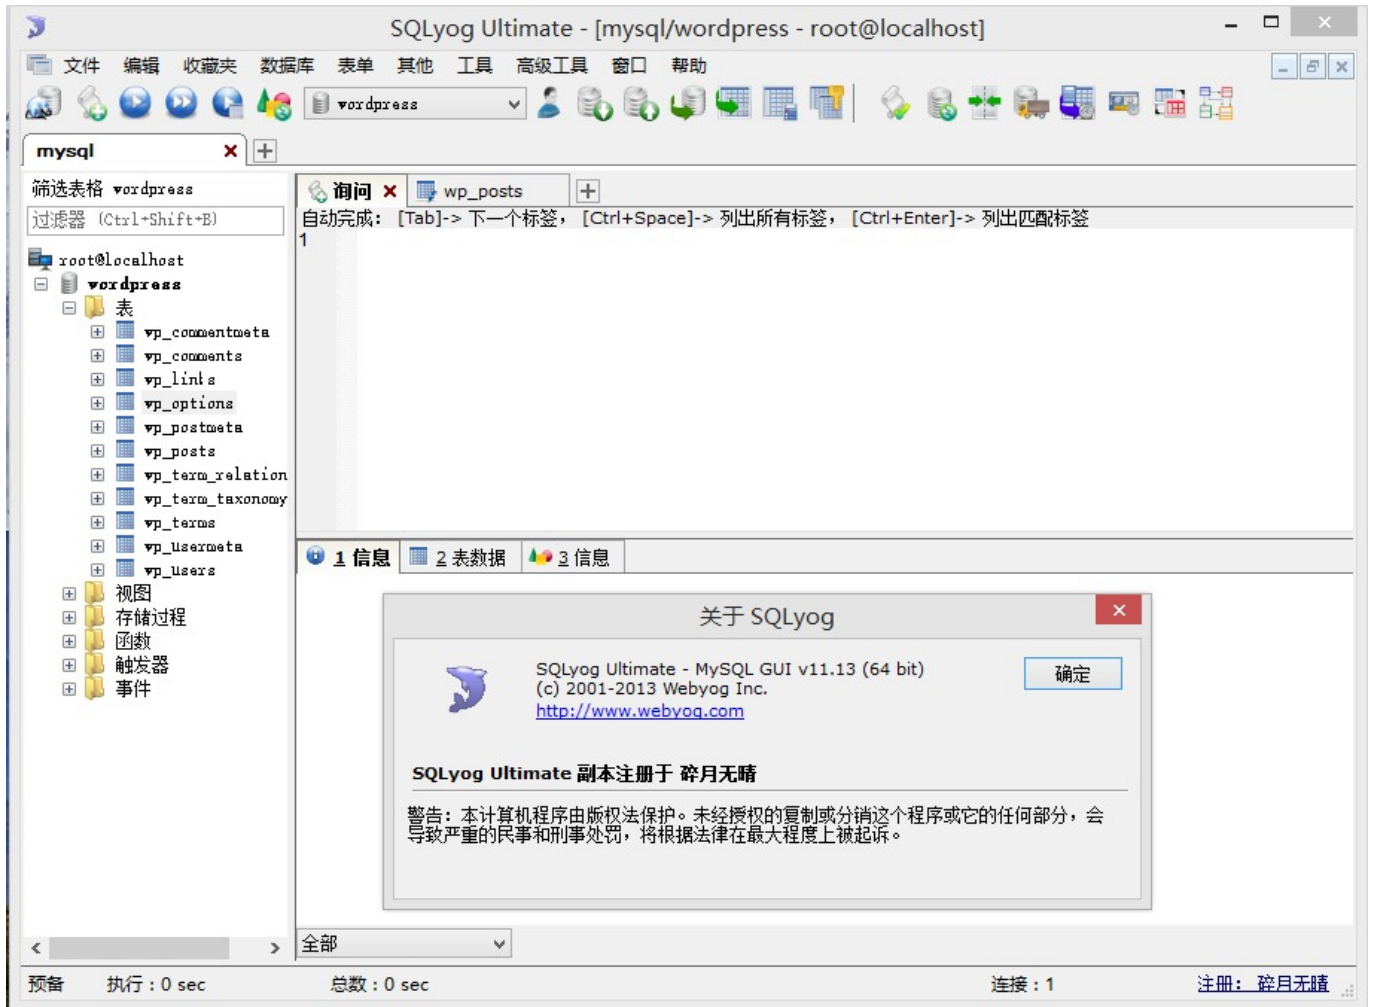 SQLyog Ultimate - [mysql/wordpress - root@localhost]
文件 编辑 收藏夹 数据库 表单 其他 工具 高级工具 窗口 帮助
wordpress
mysql
筛选表格 wordpress
过滤器 (Ctrl+Shift+B)
root@localhost
wordpress
表
wp_commentmeta
wp_comments
wp_links
wp_options
wp_postmeta
wp_posts
wp_term_relation
wp_term_taxonomy
wp_terms
wp_usermeta
wp_users
视图
存储过程
函数
触发器
事件
询问 wp_posts
自动完成: [Tab]-> 下一个标签, [Ctrl+Space]-> 列出所有标签, [Ctrl+Enter]-> 列出匹配标签
1
1 信息 2 表数据 3 信息
关于 SQLyog
SQLyog Ultimate - MySQL GUI v11.13 (64 bit)
(c) 2001-2013 Webyog Inc.
http://www.webyog.com
确定
SQLyog Ultimate 副本注册于 碎月无晴
警告: 本计算机程序由版权法保护。未经授权的复制或分销这个程序或它的任何部分, 会
导致严重的民事和刑事处罚, 将根据法律在最大程度上被起诉。
全部
预备 执行: 0 sec 总数: 0 sec 连接: 1 注册: 碎月无晴